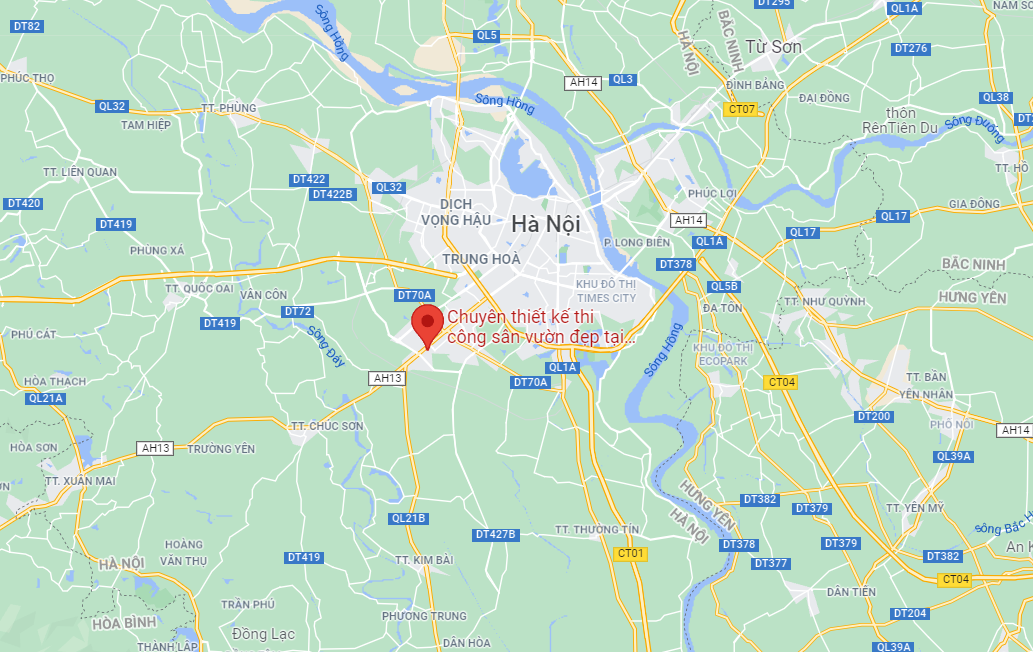 DT295
QL1A
NAM SƠ
DT82
Sông Hồng
QL5
HÀ NỘI
BẮC NINH
Từ Sơn
DT276
PHÚC THỌ
AH14
QL3
ĐÌNH BẢNG
ĐẠI ĐỒNG
QL38
QL32
TT. PHÙNG
Sông Hồng
CT07
thôn
RênTiên Du
Sông Đuống
DT2
TAM HIỆP
TT. LIÊN QUAN
DT422
QL32
TT. HỒ
DT422B
PHÚC LỢI
DT420
DỊCH
VỌNG HẬU
GIA ĐÔNG
DT419
Hà Nội
AH14
QL17
QL17
PHÙNG XÁ
P. LONG BIÊN
QL1A
TRUNG HOÀ
DT378
BẮC NINH
TT. QUỐC OAI
VÂN CÔN
DT70A
KHU ĐÔ THỊ
TIMES CITY
QL5B
HƯNG YÊN
TT. NHƯ QUỲNH
DT72
ĐA TỐN
DT419
Chuyên thiết kế thi
công sân vườn đẹp tại...
PHÚ CÁT
Sông Đáy
Sông Hồng
KHU ĐÔ THỊ
ECOPARK
QL1A
HÒA THẠCH
AH13
DT70A
CT04
TT. BẦN
YÊN NHÂN
QL21A
DT200
PHỐ NỐI
AH14
TT. CHÚC SƠN
HÒA SƠN
AH13
TRƯỜNG YÊN
QL39A
TT. XUÂN MAI
HƯNG YÊN
HÀ NỘI
DT382
DT379
TT. YÊN MỸ
QL21B
DT427B
TT. THƯỜNG TÍN
sông Bắc H
HOÀNG
VĂN THỤ
DT419
TT. KIM BÀI
CT01
DT378
DT379
DT377
DT382
An K
HÀ NỘI
CT04
DÂN TIẾN
TRẦN PHÚ
PHƯƠNG TRUNG
DT204
HÒA BÌNH
Đồng Lạc
THÀNH LẬP
DÂN HÒA
QL39A